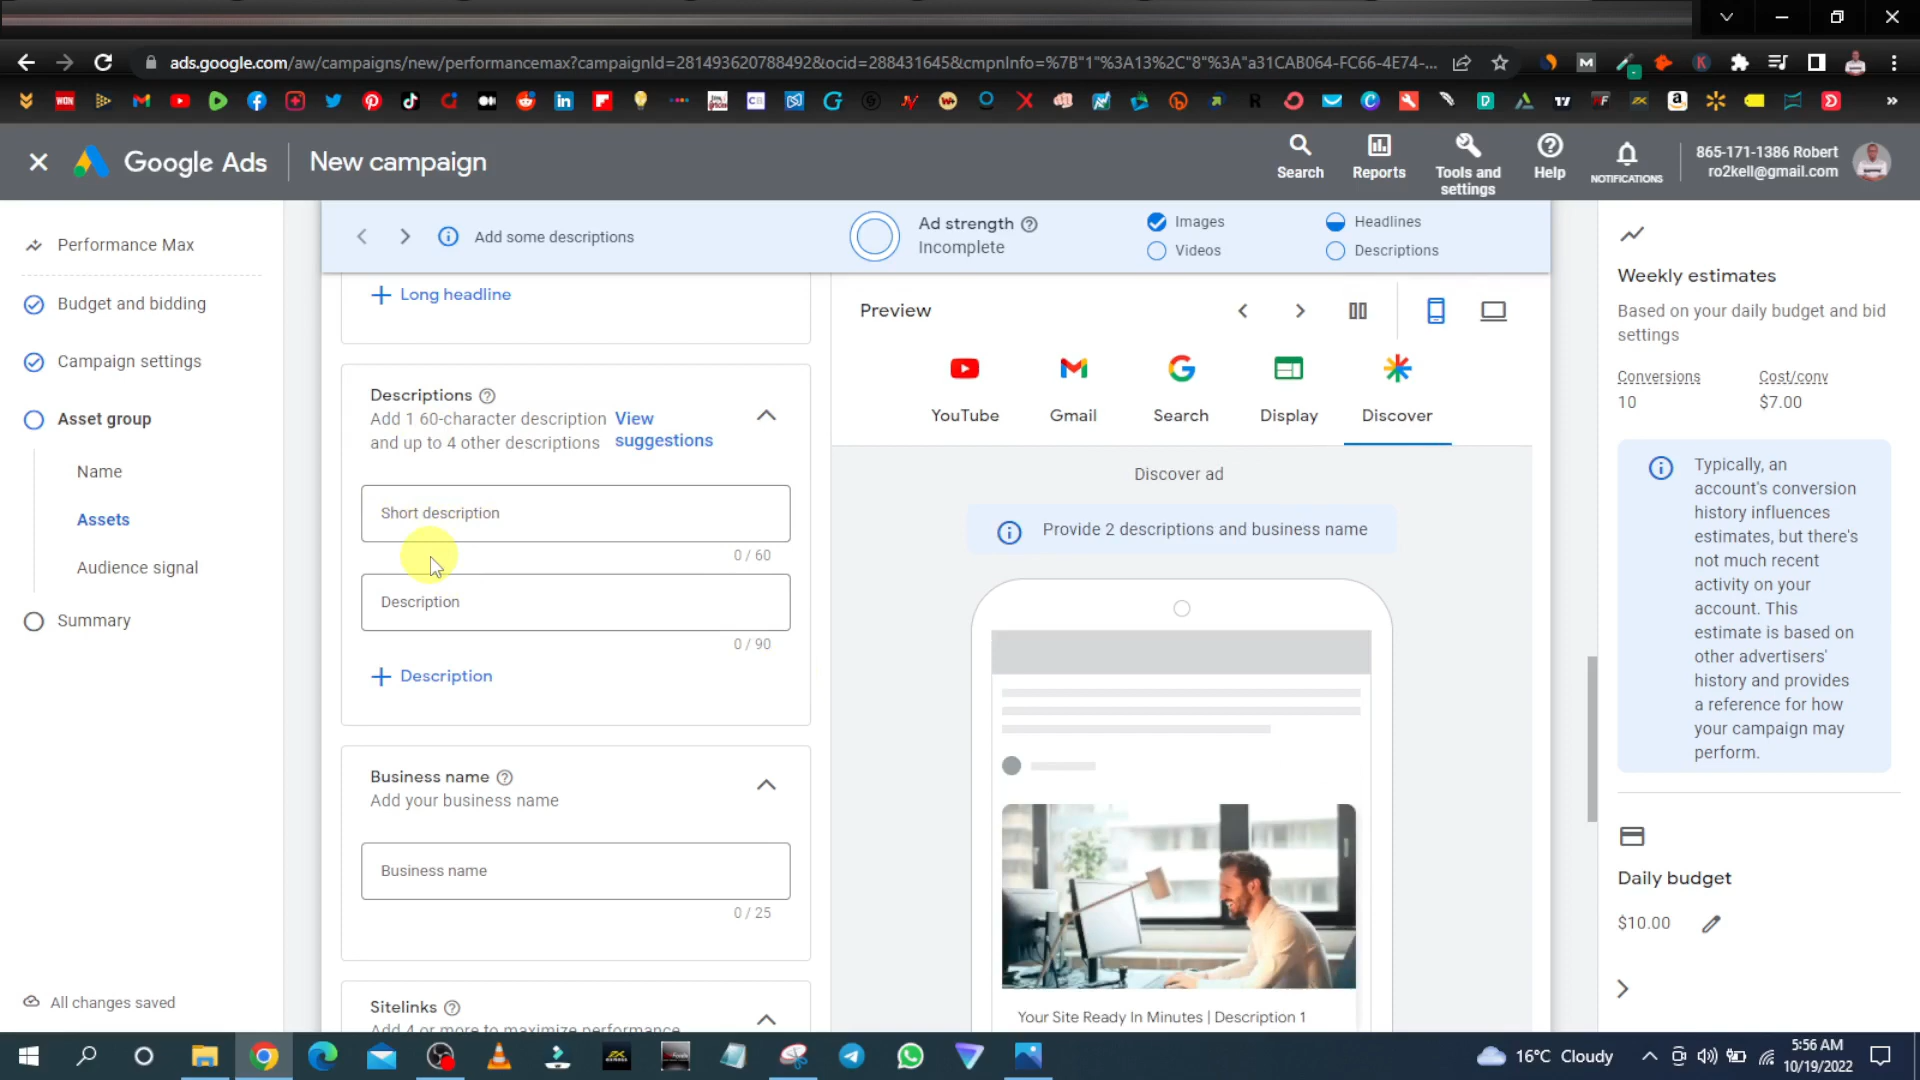 ads.google.com/aw/campaigns/new/performancemax?campaignId=281493620788492&ocid=288431645&cmpnInfo=%7B"1"%3A13%2C"8"%3A"a31CAB064-FC66-4E74-...
Google Ads
New campaign
Search
Reports
Tools and
settings
Help
NOTIFICATIONS
865-171-1386 Robert
ro2kell@gmail.com
Performance Max
Budget and bidding
Campaign settings
Asset group
Name
Assets
Audience signal
Summary
All changes saved
Add some descriptions
Ad strength
Incomplete
Images
Videos
Headlines
Descriptions
Long headline
Descriptions
Add 1 60-character description
and up to 4 other descriptions
View
suggestions
Short description
0 / 60
Description
0 / 90
Description
Business name
Add your business name
Business name
0 / 25
Sitelinks
Add 4 or more to maximize performance
Preview
YouTube
Gmail
Search
Display
Discover
Discover ad
Provide 2 descriptions and business name
Your Site Ready In Minutes | Description 1
Weekly estimates
Based on your daily budget and bid
settings
Conversions
10
Cost/conv
$7.00
Typically, an
account's conversion
history influences
estimates, but there's
not much recent
activity on your
account. This
estimate is based on
other advertisers'
history and provides
a reference for how
your campaign may
perform.
Daily budget
$10.00
16°C Cloudy
5:56 AM
10/19/2022